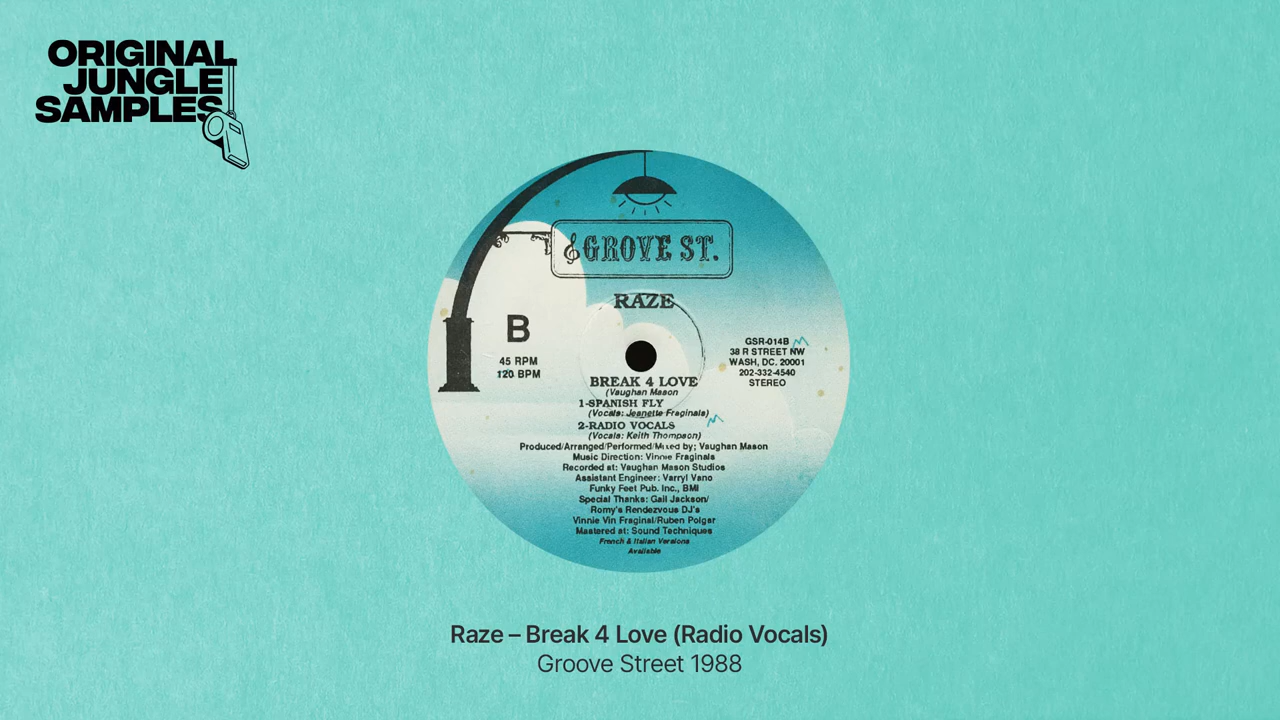 ORIGINAL
JUNGLE
SAMPLES
GROVE ST.
RAZE
B
45 RPM
120 BPM
GSR-014B
38 R STREET NW
WASH, DC. 20001
202-332-4540
STEREO
BREAK 4 LOVE
(Vaughan Mason
1-SPANISH FLY
(Vocals: Jeanette Fraginals)
2-RADIO VOCALS
(Vocals: Keith Thompson)
Produced/Arranged/Performed/Mixed by; Vaughan Mason
Music Direction: Vinnie Fraginals
Recorded at: Vaughan Mason Studios
Assistant Engineer: Varryl Vano
Funky Feet Pub. Inc., BMI
Special Thanks: Gail Jackson/
Romy's Rendezvous DJ's
Vinnie Vin Fraginal/Ruben Polgar
Mastered at: Sound Techniques
French & Italian Versions
Available
Raze – Break 4 Love (Radio Vocals)
Groove Street 1988